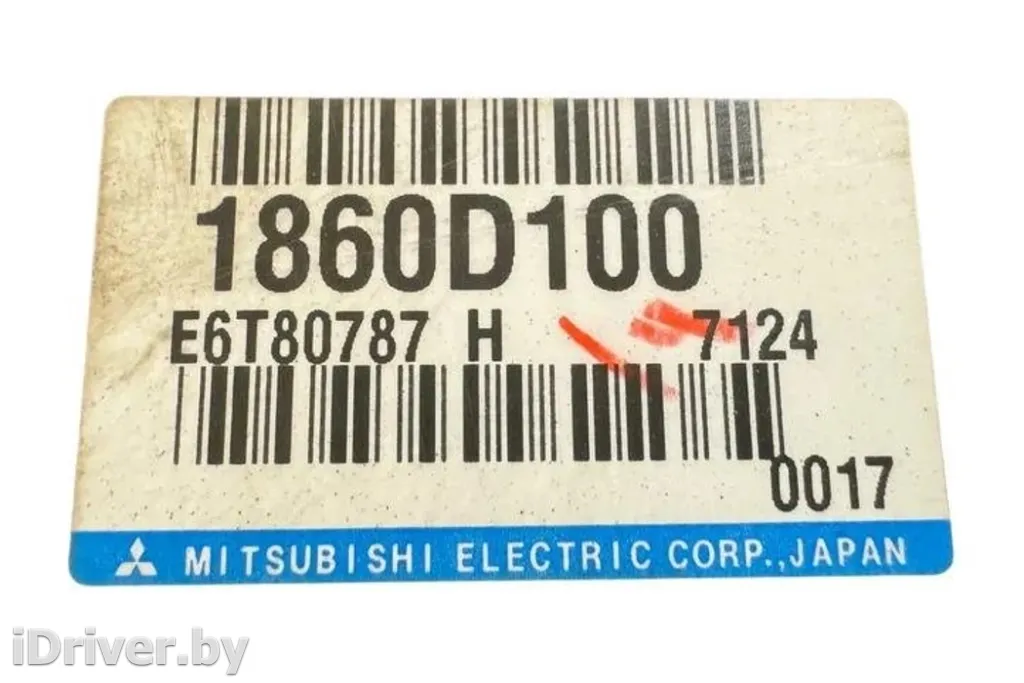 1860D100
E6T80787 H 7124
0017
MITSUBISHI ELECTRIC CORP., JAPAN
iDriver.by